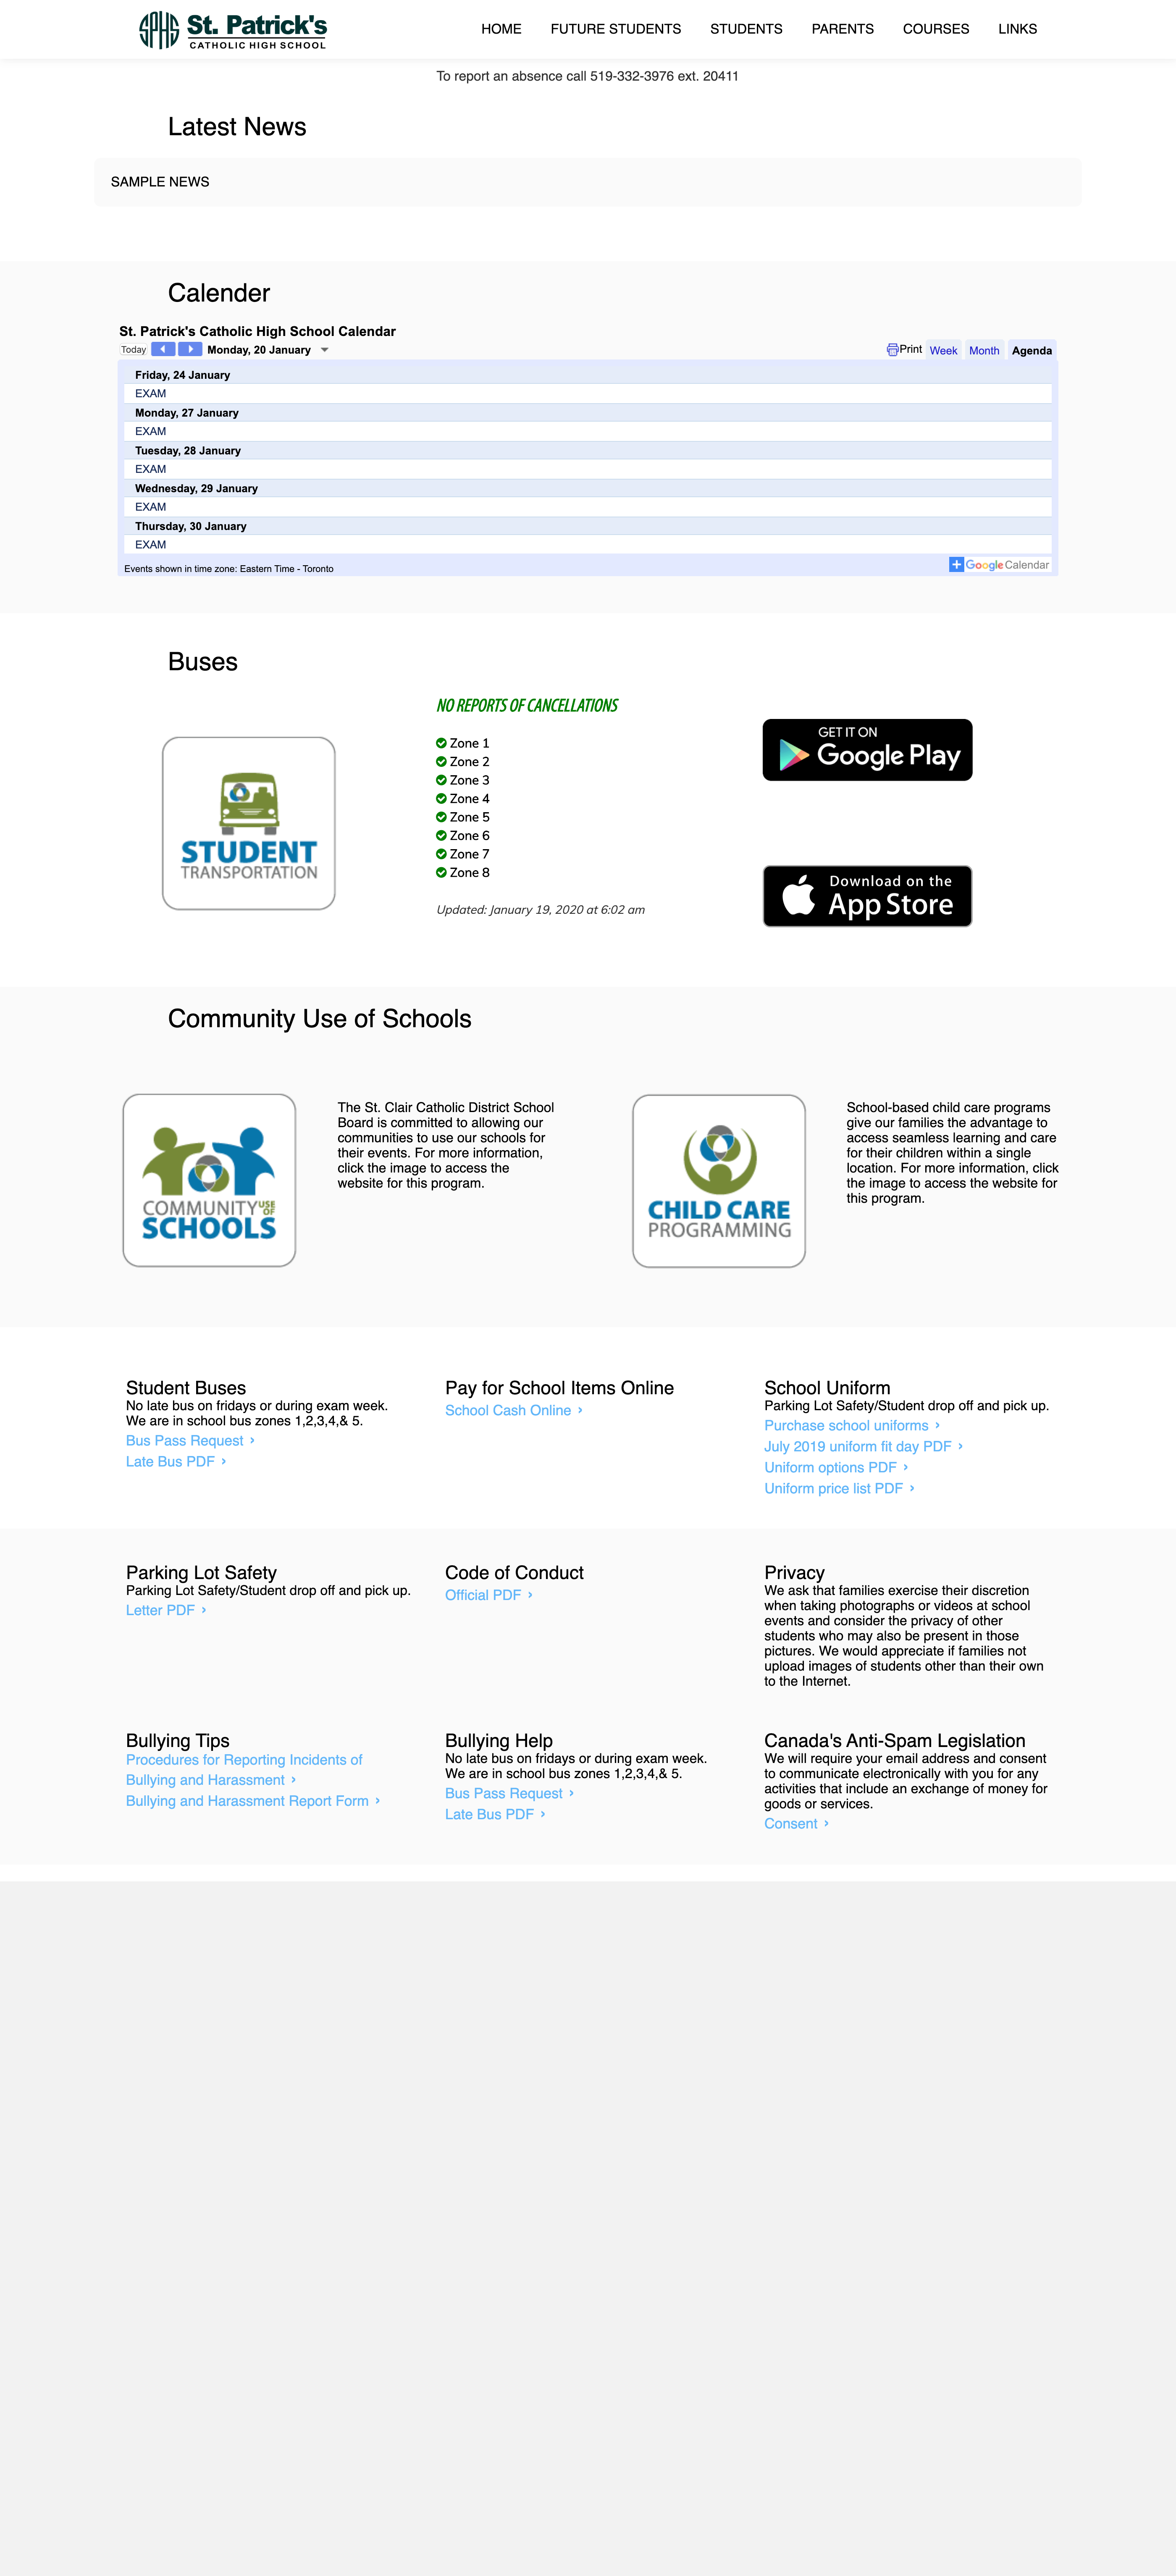 St. Patrick's
CATHOLIC HIGH SCHOOL
HOME FUTURE STUDENTS STUDENTS PARENTS COURSES LINKS
To report an absence call 519-332-3976 ext. 20411
Latest News
SAMPLE NEWS
Calender
St. Patrick's Catholic High School Calendar
Today Monday, 20 January Print Week Month Agenda
Friday, 24 January
EXAM
Monday, 27 January
EXAM
Tuesday, 28 January
EXAM
Wednesday, 29 January
EXAM
Thursday, 30 January
EXAM
Events shown in time zone: Eastern Time - Toronto
Google Calendar
Buses
STUDENT
TRANSPORTATION
NO REPORTS OF CANCELLATIONS
Zone 1
Zone 2
Zone 3
Zone 4
Zone 5
Zone 6
Zone 7
Zone 8
Updated: January 19, 2020 at 6:02 am
GET IT ON
Google Play
Download on the
App Store
Community Use of Schools
COMMUNITY USE OF
SCHOOLS
The St. Clair Catholic District School
Board is committed to allowing our
communities to use our schools for
their events. For more information,
click the image to access the
website for this program.
CHILD CARE
PROGRAMMING
School-based child care programs
give our families the advantage to
access seamless learning and care
for their children within a single
location. For more information, click
the image to access the website for
this program.
Student Buses
No late bus on fridays or during exam week.
We are in school bus zones 1,2,3,4,& 5.
Bus Pass Request ›
Late Bus PDF ›
Pay for School Items Online
School Cash Online ›
School Uniform
Parking Lot Safety/Student drop off and pick up.
Purchase school uniforms ›
July 2019 uniform fit day PDF ›
Uniform options PDF ›
Uniform price list PDF ›
Parking Lot Safety
Parking Lot Safety/Student drop off and pick up.
Letter PDF ›
Code of Conduct
Official PDF ›
Privacy
We ask that families exercise their discretion
when taking photographs or videos at school
events and consider the privacy of other
students who may also be present in those
pictures. We would appreciate if families not
upload images of students other than their own
to the Internet.
Bullying Tips
Procedures for Reporting Incidents of
Bullying and Harassment ›
Bullying and Harassment Report Form ›
Bullying Help
No late bus on fridays or during exam week.
We are in school bus zones 1,2,3,4,& 5.
Bus Pass Request ›
Late Bus PDF ›
Canada's Anti-Spam Legislation
We will require your email address and consent
to communicate electronically with you for any
activities that include an exchange of money for
goods or services.
Consent ›